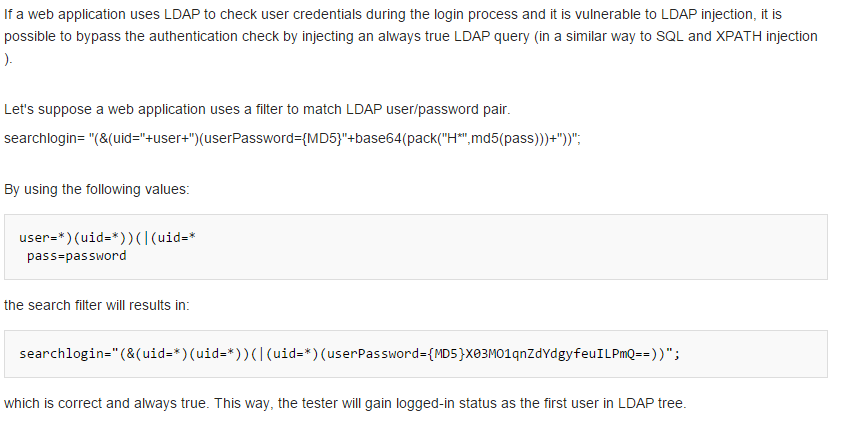 If a web application uses LDAP to check user credentials during the login process and it is vulnerable to LDAP injection, it is
possible to bypass the authentication check by injecting an always true LDAP query (in a similar way to SQL and XPATH injection
).
Let's suppose a web application uses a filter to match LDAP user/password pair.
searchlogin= "(&(uid="+user+")(userPassword={MD5}"+base64(pack("H*",md5(pass)))+"))";
By using the following values:
user=*)(uid=*))(|(uid=*
pass=password
the search filter will results in:
searchlogin="(&(uid=*)(uid=*))(|(uid=*)(userPassword={MD5}X03MO1qnZdYdgyfeuILPmQ==))";
which is correct and always true. This way, the tester will gain logged-in status as the first user in LDAP tree.